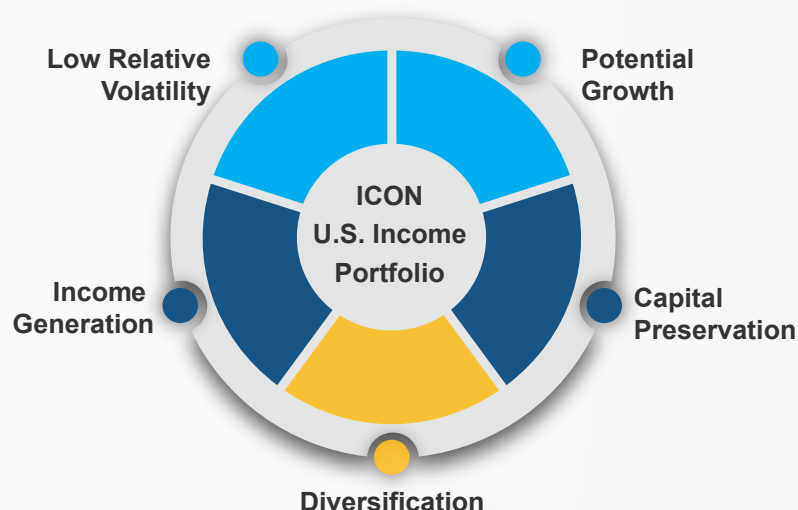 Low Relative
Volatility
Potential
Growth
ICON
U.S. Income
Portfolio
Income
Generation
Capital
Preservation
Diversification